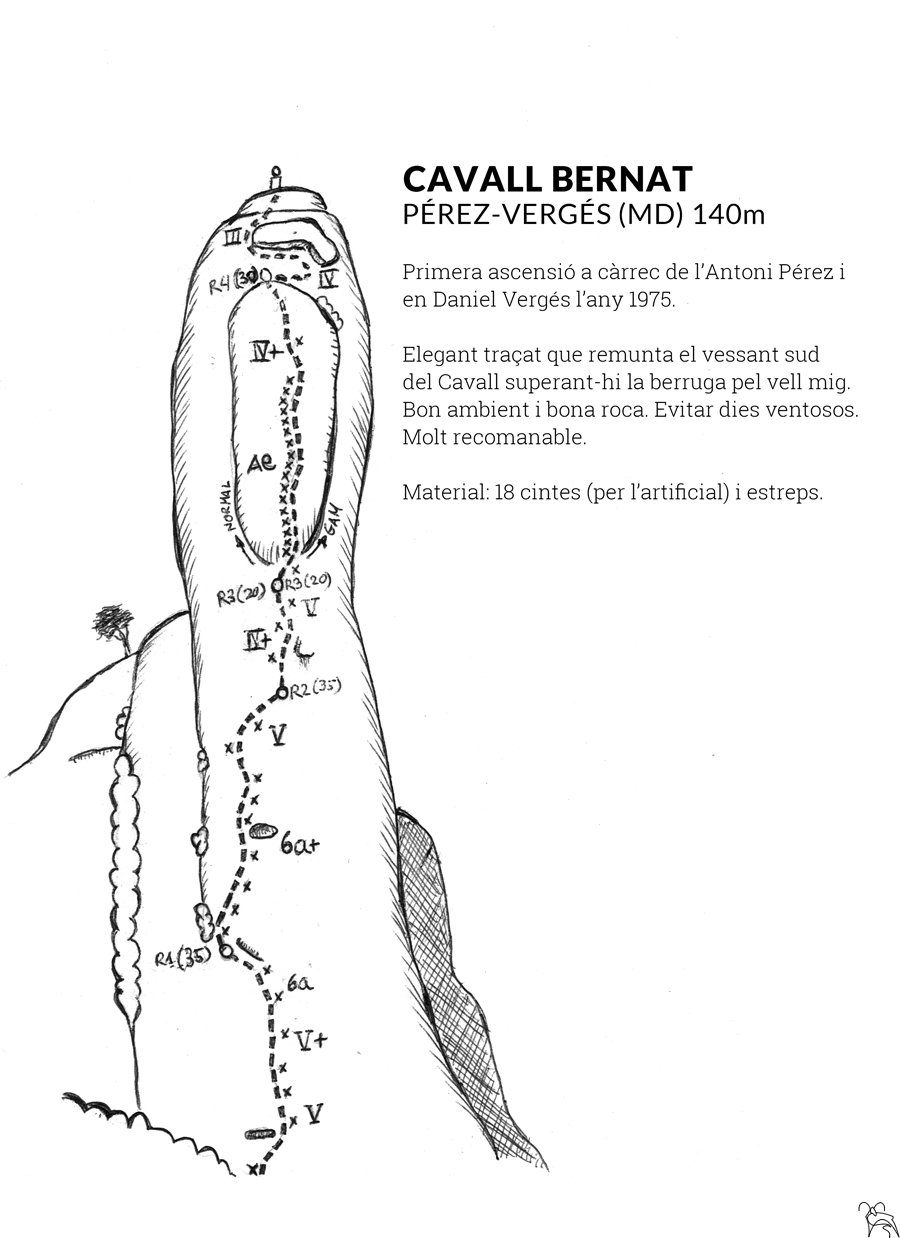 CAVALL BERNAT
PÉREZ-VERGÉS (MD) 140m
Primera ascensió a càrrec de l'Antoni Pérez i
en Daniel Vergés l'any 1975.
Elegant traçat que remunta el vessant sud
del Cavall superant-hi la berruga pel vell mig.
Bon ambient i bona roca. Evitar dies ventosos.
Molt recomanable.
Material: 18 cintes (per l'artificial) i estreps.
III
R4(30)
IV
IV+
Ae
NORMAL
GAM
R3(20)
R3(20)
V
IV+
R2(35)
V
6a+
R1(35)
6a
V+
V